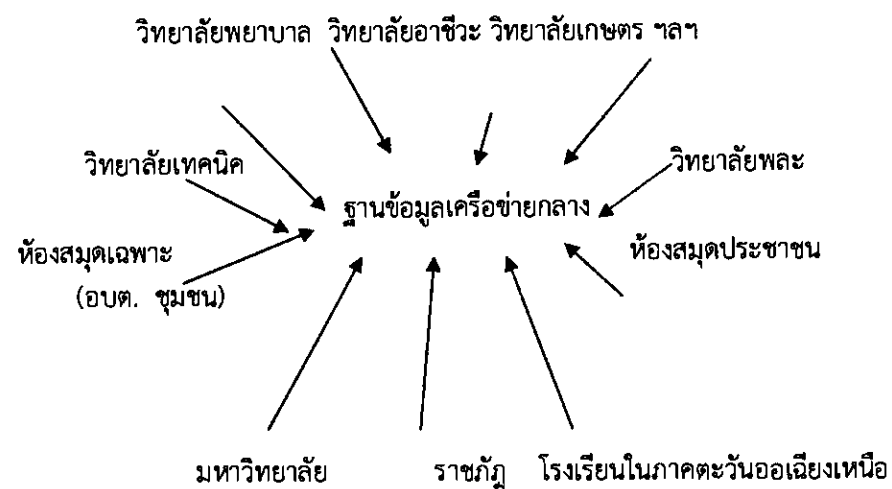 วิทยาลัยพยาบาล วิทยาลัยอาชีวะ วิทยาลัยเกษตร ฯลฯ
วิทยาลัยเทคนิค
วิทยาลัยพละ
ฐานข้อมูลเครือข่ายกลาง
ห้องสมุดเฉพาะ
ห้องสมุดประชาชน
(อบต. ชุมชน)
มหาวิทยาลัย ราชภัฎ โรงเรียนในภาคตะวันออเฉียงเหนือ